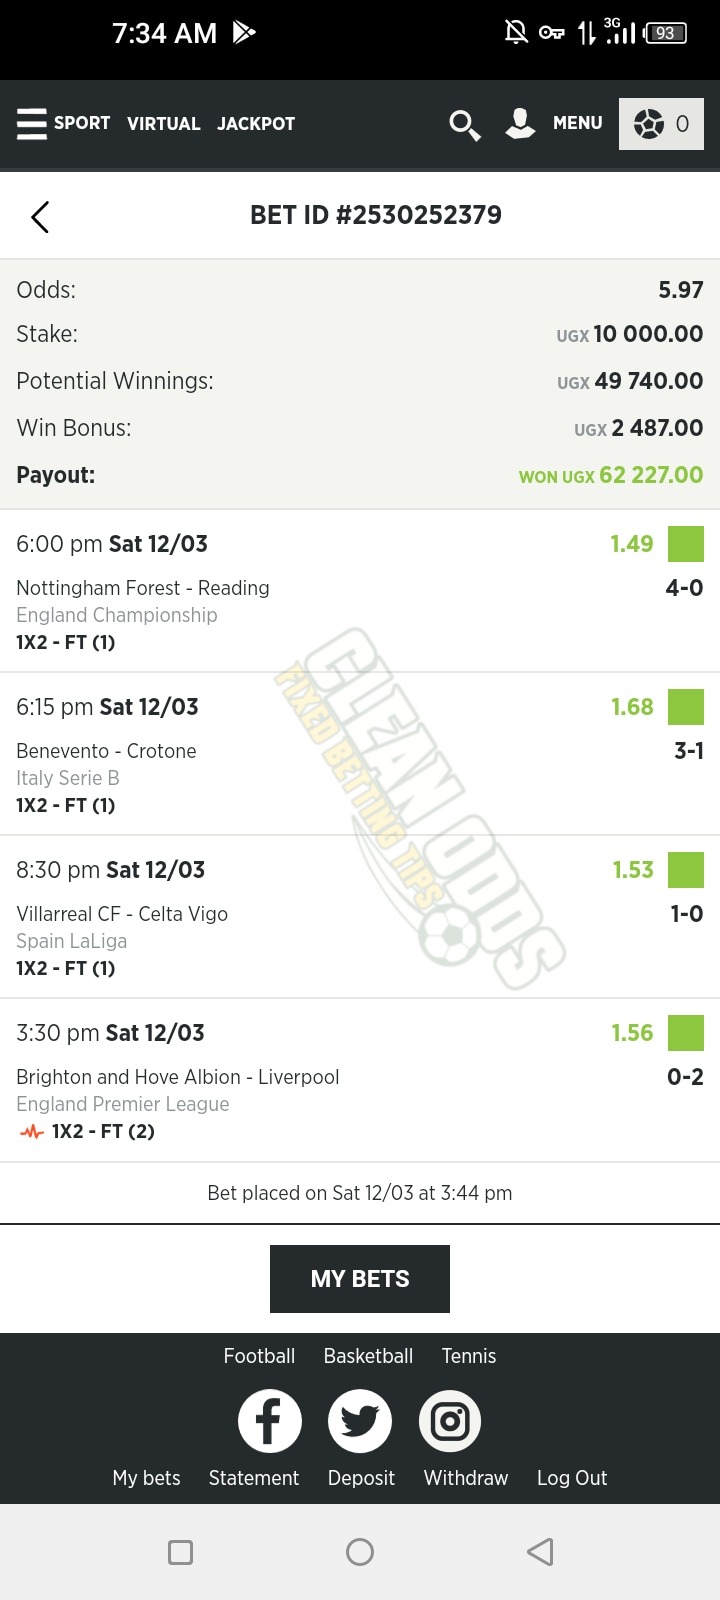 7:34 AM 3G 93
SPORT VIRTUAL JACKPOT MENU 0
BET ID #2530252379
Odds: 5.97
Stake: UGX 10 000.00
Potential Winnings: UGX 49 740.00
Win Bonus: UGX 2 487.00
Payout: WON UGX 62 227.00
6:00 pm Sat 12/03 1.49
Nottingham Forest - Reading 4-0
England Championship
1X2 - FT (1)
6:15 pm Sat 12/03 1.68
Benevento - Crotone 3-1
Italy Serie B
1X2 - FT (1)
8:30 pm Sat 12/03 1.53
Villarreal CF - Celta Vigo 1-0
Spain LaLiga
1X2 - FT (1)
CLEAN ODDS
FIXED BETTING TIPS
3:30 pm Sat 12/03 1.56
Brighton and Hove Albion - Liverpool 0-2
England Premier League
1X2 - FT (2)
Bet placed on Sat 12/03 at 3:44 pm
MY BETS
Football Basketball Tennis
My bets Statement Deposit Withdraw Log Out